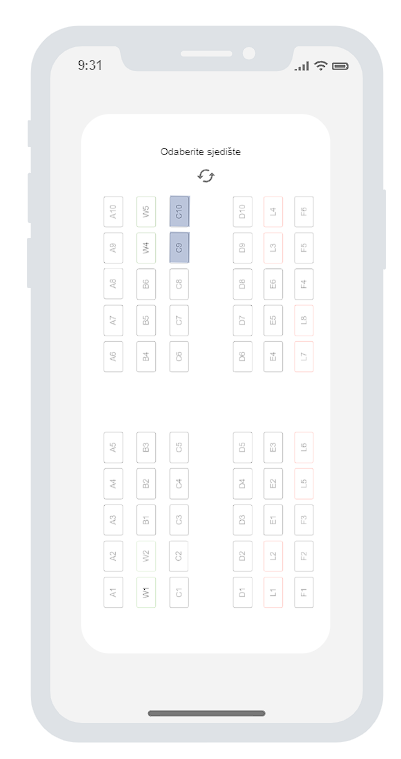 9:31
Odaberite sjedište
A10 W5 C10 D10 L4 F6
A9 W4 C9 D9 L3 F5
A8 B6 C8 D8 E6 F4
A7 B5 C7 D7 E5 L8
A6 B4 C6 D6 E4 L7
A5 B3 C5 D5 E3 L6
A4 B2 C4 D4 E2 L5
A3 B1 C3 D3 E1 F3
A2 W2 C2 D2 L2 F2
A1 W1 C1 D1 L1 F1